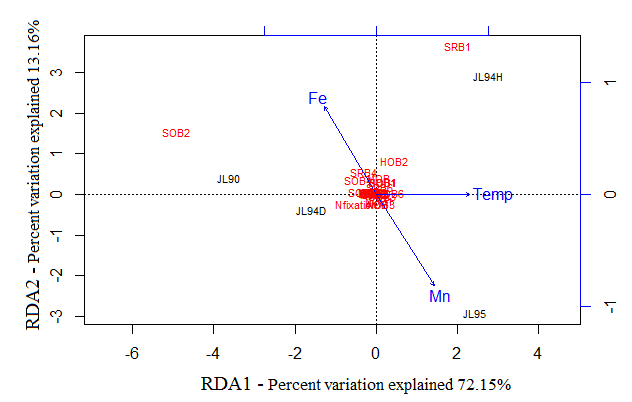 SRB1
JL94H
Fe
SOB2
HOB2
SRB4
JL90
Temp
JL94D
Nfixation
Mn
JL95
3
2
1
0
-1
-2
-3
1
0
-1
-6
-4
-2
0
2
4
RDA2 - Percent variation explained 13.16%
RDA1 - Percent variation explained 72.15%